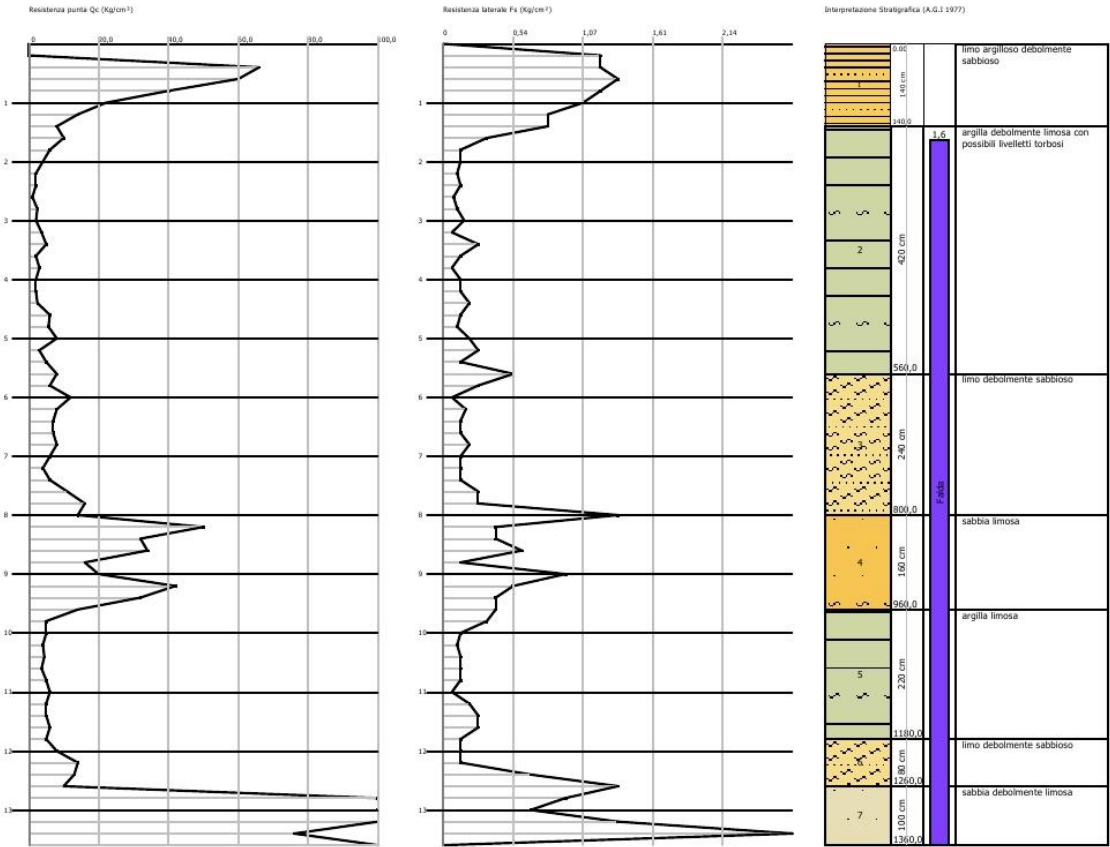 Resistenza punta Qc (Kg/cm²)
Resistenza laterale Fs (Kg/cm²)
Interpretazione Stratigrafica (A.G.I 1977)
0 20,0 40,0 60,0 80,0 100,0
0 0,54 1,07 1,61 2,14
1
2
3
4
5
6
7
8
9
10
11
12
13
1
2
3
4
5
6
7
8
9
10
11
12
13
0.00
1
140 cm
140,0
limo argilloso debolmente
sabbioso
1,6
Falda
2
420 cm
560,0
argilla debolmente limosa con
possibili livelletti torbosi
3
240 cm
800,0
limo debolmente sabbioso
4
160 cm
960,0
sabbia limosa
5
220 cm
1180,0
argilla limosa
6
80 cm
1260,0
limo debolmente sabbioso
7
100 cm
1360,0
sabbia debolmente limosa